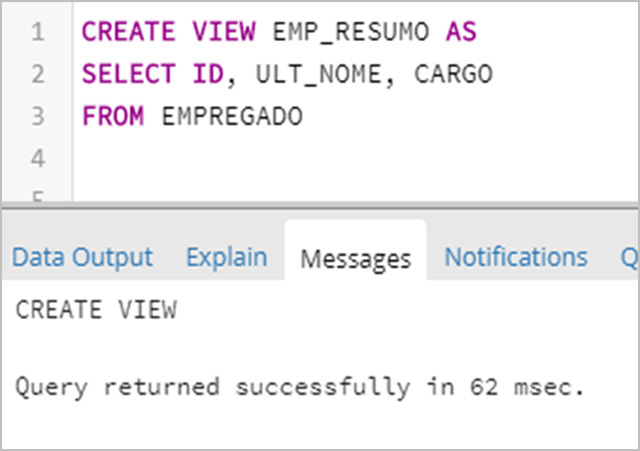 1 CREATE VIEW EMP_RESUMO AS
2 SELECT ID, ULT_NOME, CARGO
3 FROM EMPREGADO
4
Data Output Explain Messages Notifications Q
CREATE VIEW
Query returned successfully in 62 msec.